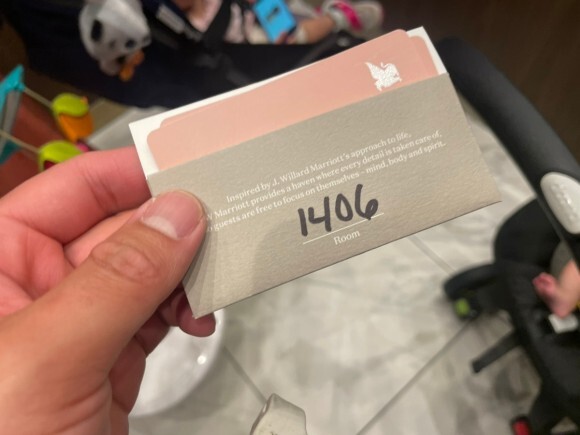 Inspired by J. Willard Marriott's approach to life,
Marriott provides a haven where every detail is taken care of,
guests are free to focus on themselves – mind, body and spirit.
1406
Room